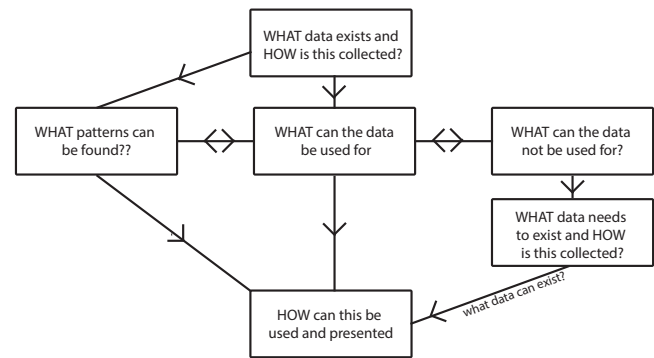 WHAT data exists and
HOW is this collected?
WHAT patterns can
be found??
WHAT can the data
be used for
WHAT can the data
not be used for?
WHAT data needs
to exist and HOW
is this collected?
what data can exist?
HOW can this be
used and presented